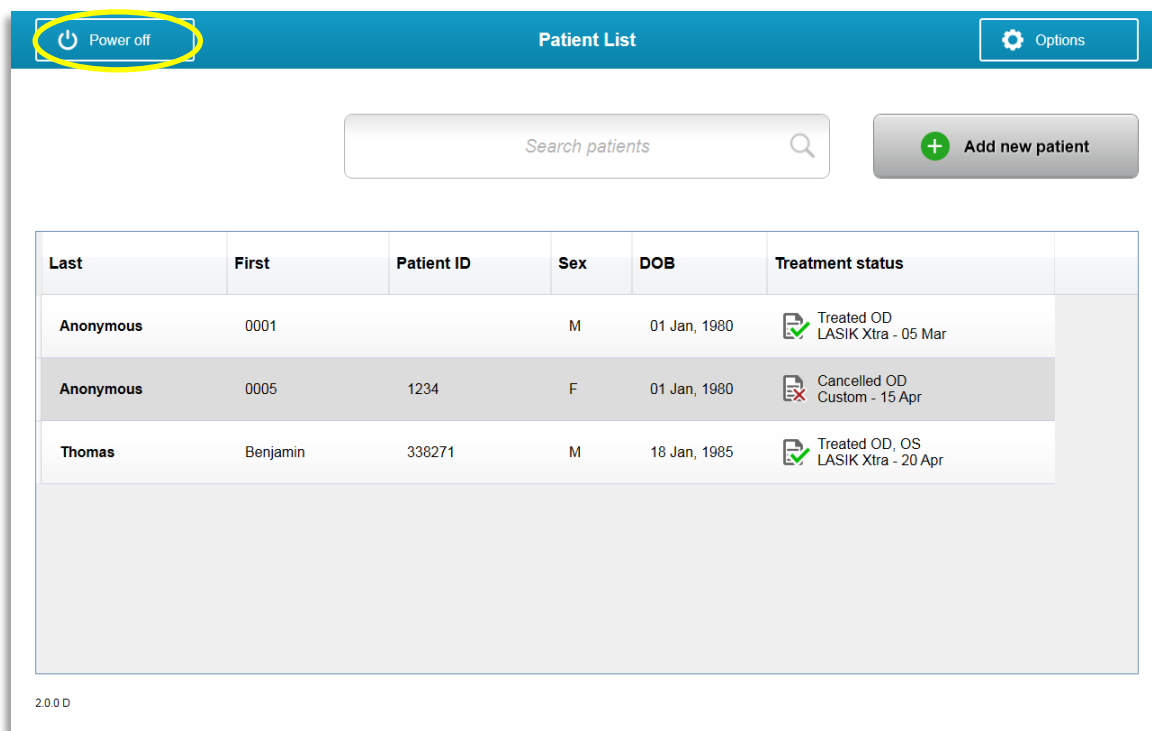 Power off Patient List Options
Search patients Add new patient
Last First Patient ID Sex DOB Treatment status
Anonymous 0001 M 01 Jan, 1980 Treated OD
LASIK Xtra - 05 Mar
Anonymous 0005 1234 F 01 Jan, 1980 Cancelled OD
Custom - 15 Apr
Thomas Benjamin 338271 M 18 Jan, 1985 Treated OD, OS
LASIK Xtra - 20 Apr
2.0.0 D